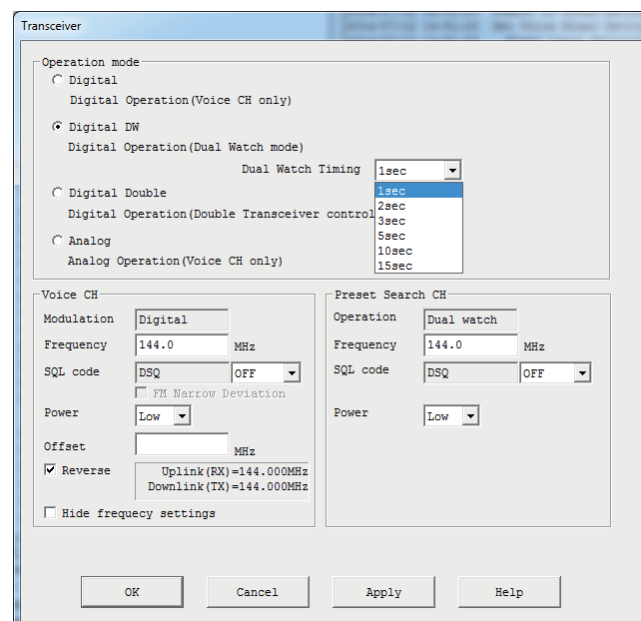 Transceiver
Operation mode
Digital
Digital Operation(Voice CH only)
Digital DW
Digital Operation(Dual Watch mode)
Dual Watch Timing 1sec
1sec
2sec
3sec
5sec
10sec
15sec
Digital Double
Digital Operation(Double Transceiver control
Analog
Analog Operation(Voice CH only)
Voice CH
Modulation Digital
Frequency 144.0 MHz
SQL code DSQ OFF
FM Narrow Deviation
Power Low
Offset MHz
Reverse Uplink(RX)=144.000MHz
Downlink(TX)=144.000MHz
Hide frequecy settings
Preset Search CH
Operation Dual watch
Frequency 144.0 MHz
SQL code DSQ OFF
Power Low
OK Cancel Apply Help